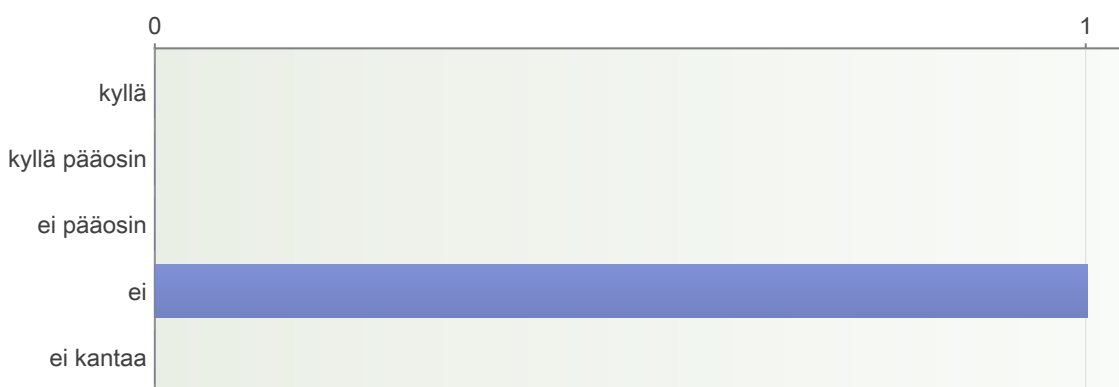 0 1
kyllä
kyllä pääosin
ei pääosin
ei
ei kantaa